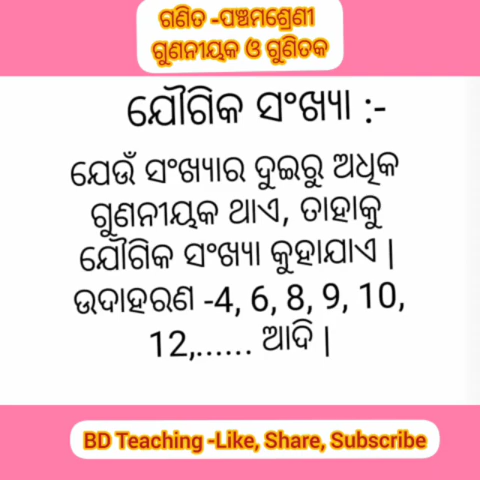 ଗଣିତ -ପଞ୍ଚମଶ୍ରେଣୀ
ଗୁଣନୀୟକ ଓ ଗୁଣିତକ
ଯୌଗିକ ସଂଖ୍ୟା :-
ଯେଉଁ ସଂଖ୍ୟାର ଦୁଇରୁ ଅଧିକ
ଗୁଣନୀୟକ ଥାଏ, ତାହାକୁ
ଯୌଗିକ ସଂଖ୍ୟା କୁହାଯାଏ |
ଉଦାହରଣ -4, 6, 8, 9, 10,
12,...... ଆଦି |
BD Teaching -Like, Share, Subscribe